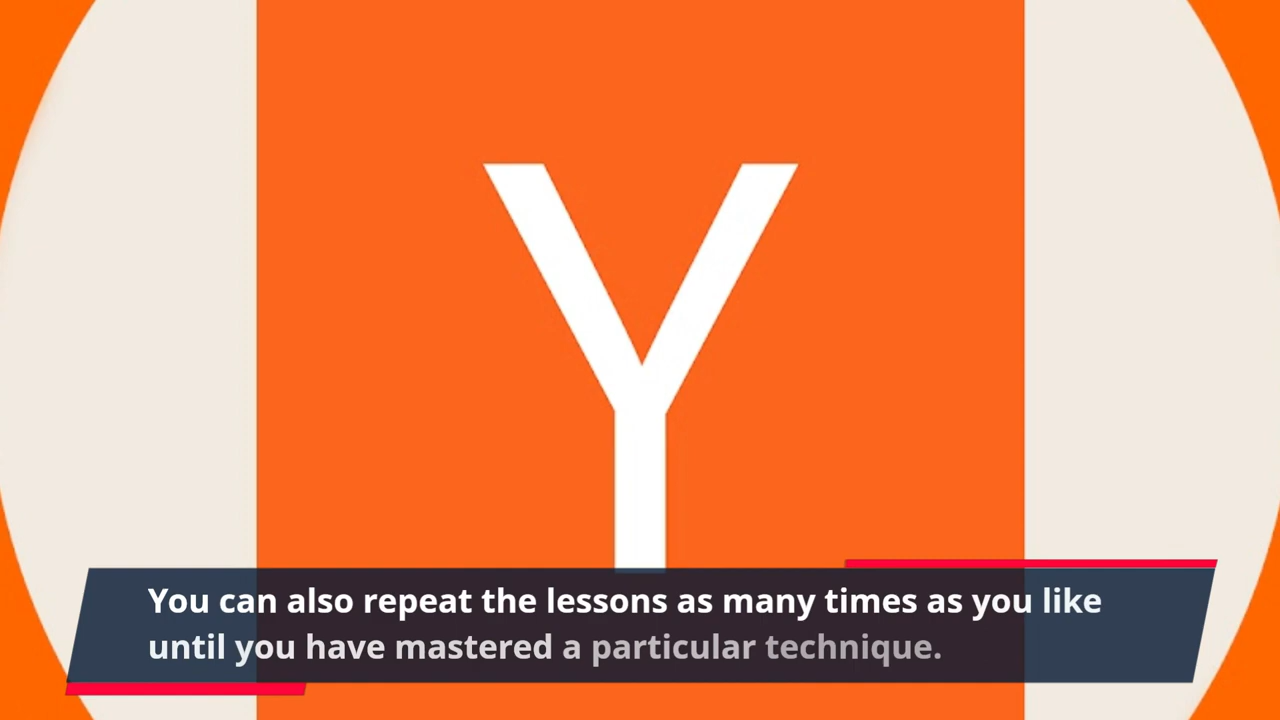 Y
You can also repeat the lessons as many times as you like
until you have mastered a particular technique.